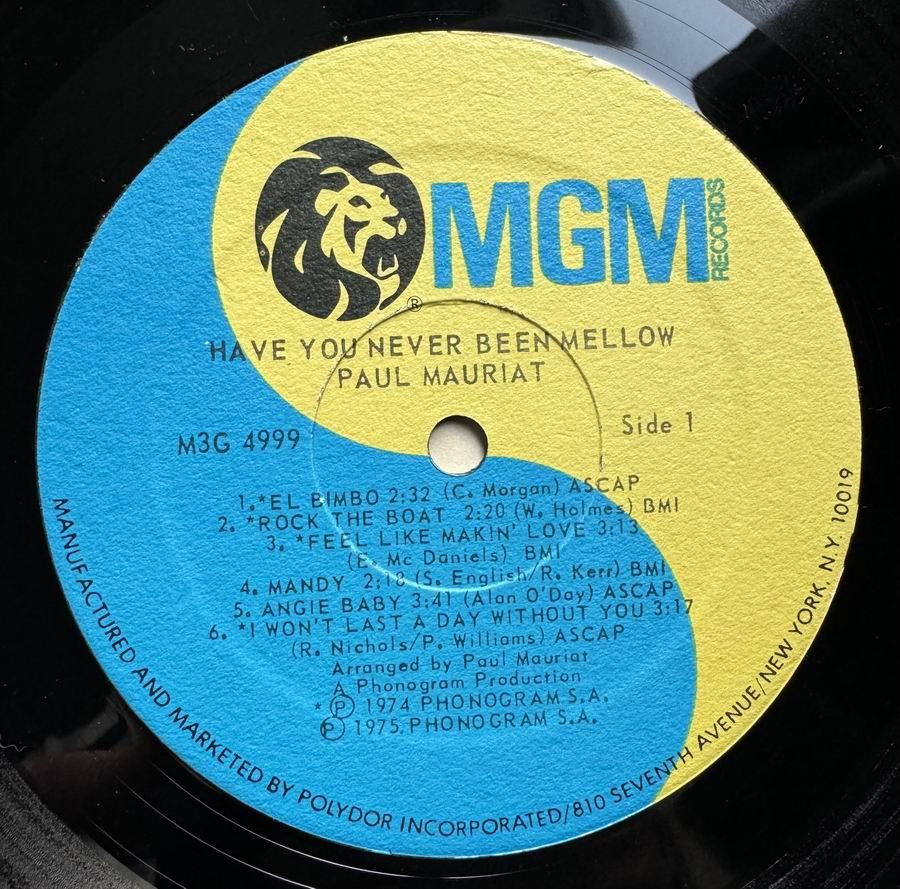 MGM
RECORDS
®
HAVE YOU NEVER BEEN MELLOW
PAUL MAURIAT
Side 1
M3G 4999
1. *EL BIMBO 2:32 (C. Morgan) ASCAP
2. *ROCK THE BOAT 2:20 (W. Holmes) BMI
3. *FEEL LIKE MAKIN' LOVE 3:13
(E. Mc Daniels) BMI
4. MANDY 2:18 (S. English/R. Kerr) BMI
5. ANGIE BABY 3:41 (Alan O'Day) ASCAP
6. *I WON'T LAST A DAY WITHOUT YOU 3:17
(R. Nichols/P. Williams) ASCAP
Arranged by Paul Mauriat
A Phonogram Production
* Ⓟ 1974 PHONOGRAM S.A.
Ⓟ 1975. PHONOGRAM S.A.
MANUFACTURED AND MARKETED BY POLYDOR INCORPORATED/810 SEVENTH AVENUE/NEW YORK, N.Y. 10019